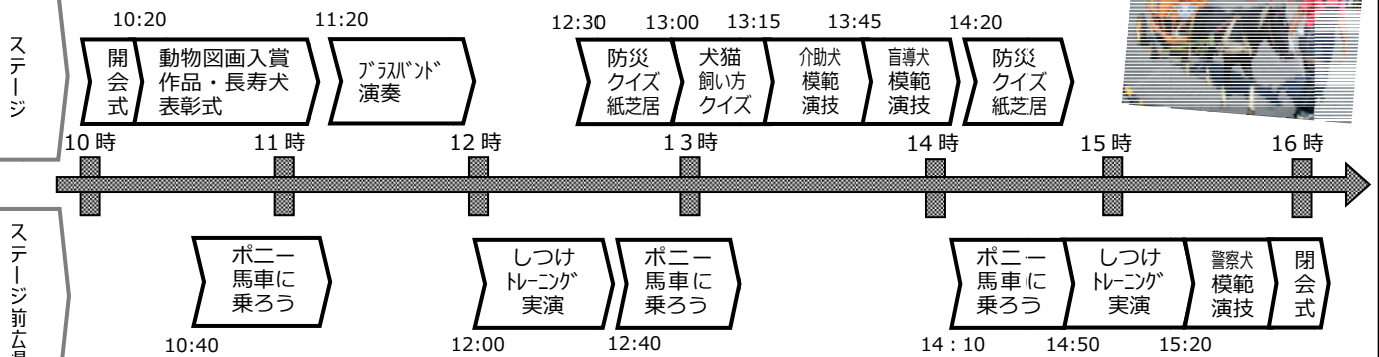 10:20
11:20
12:30
13:00
13:15
13:45
14:20
ステージ
開会式
動物図画入賞
作品・長寿犬
表彰式
ブラスバンド
演奏
防災
クイズ
紙芝居
犬猫
飼い方
クイズ
介助犬
模範
演技
盲導犬
模範
演技
防災
クイズ
紙芝居
10時
11時
12時
13時
14時
15時
16時
ステージ前広場
ポニー
馬車に
乗ろう
しつけ
トレーニング
実演
ポニー
馬車に
乗ろう
ポニー
馬車に
乗ろう
しつけ
トレーニング
実演
警察犬
模範
演技
閉会式
10:40
12:00
12:40
14：10
14:50
15:20